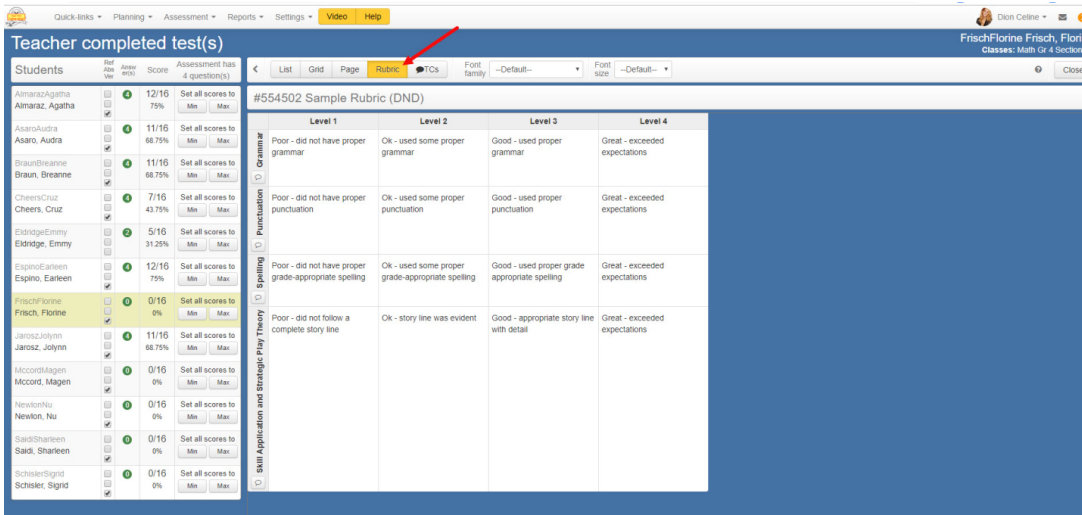 Quick-links Planning Assessment Reports Settings Video Help Dion Celine
Teacher completed test(s) FrischFlorine Frisch, Flori
Classes: Math Gr 4 Section
Students Ref Abs Ver Answer(s) Score Assessment has 4 question(s)
List Grid Page Rubric TCs Font family --Default-- Font size --Default-- Close
#554502 Sample Rubric (DND)
AlmarazAgatha 4 12/16 Set all scores to
Almaraz, Agatha 75% Min Max
AsaroAudra 4 11/16 Set all scores to
Asaro, Audra 68.75% Min Max
BraunBreanne 4 11/16 Set all scores to
Braun, Breanne 68.75% Min Max
CheersCruz 4 7/16 Set all scores to
Cheers, Cruz 43.75% Min Max
EldridgeEmmy 2 5/16 Set all scores to
Eldridge, Emmy 31.25% Min Max
EspinoEarleen 4 12/16 Set all scores to
Espino, Earleen 75% Min Max
FrischFlorine 0 0/16 Set all scores to
Frisch, Florine 0% Min Max
JaroszJolynn 4 11/16 Set all scores to
Jarosz, Jolynn 68.75% Min Max
MccordMagen 0 0/16 Set all scores to
Mccord, Magen 0% Min Max
NewlonNu 0 0/16 Set all scores to
Newlon, Nu 0% Min Max
SaidiSharleen 0 0/16 Set all scores to
Saidi, Sharleen 0% Min Max
SchislerSigrid 0 0/16 Set all scores to
Schisler, Sigrid 0% Min Max
Level 1 Level 2 Level 3 Level 4
Grammar
Poor - did not have proper
grammar
Ok - used some proper
grammar
Good - used proper
grammar
Great - exceeded
expectations
Punctuation
Poor - did not have proper
punctuation
Ok - used some proper
punctuation
Good - used proper
punctuation
Great - exceeded
expectations
Spelling
Poor - did not have proper
grade-appropriate spelling
Ok - used some proper
grade-appropriate spelling
Good - used proper grade
appropriate spelling
Great - exceeded
expectations
Skill Application and Strategic Play Theory
Poor - did not follow a
complete story line
Ok - story line was evident
Good - appropriate story line
with detail
Great - exceeded
expectations